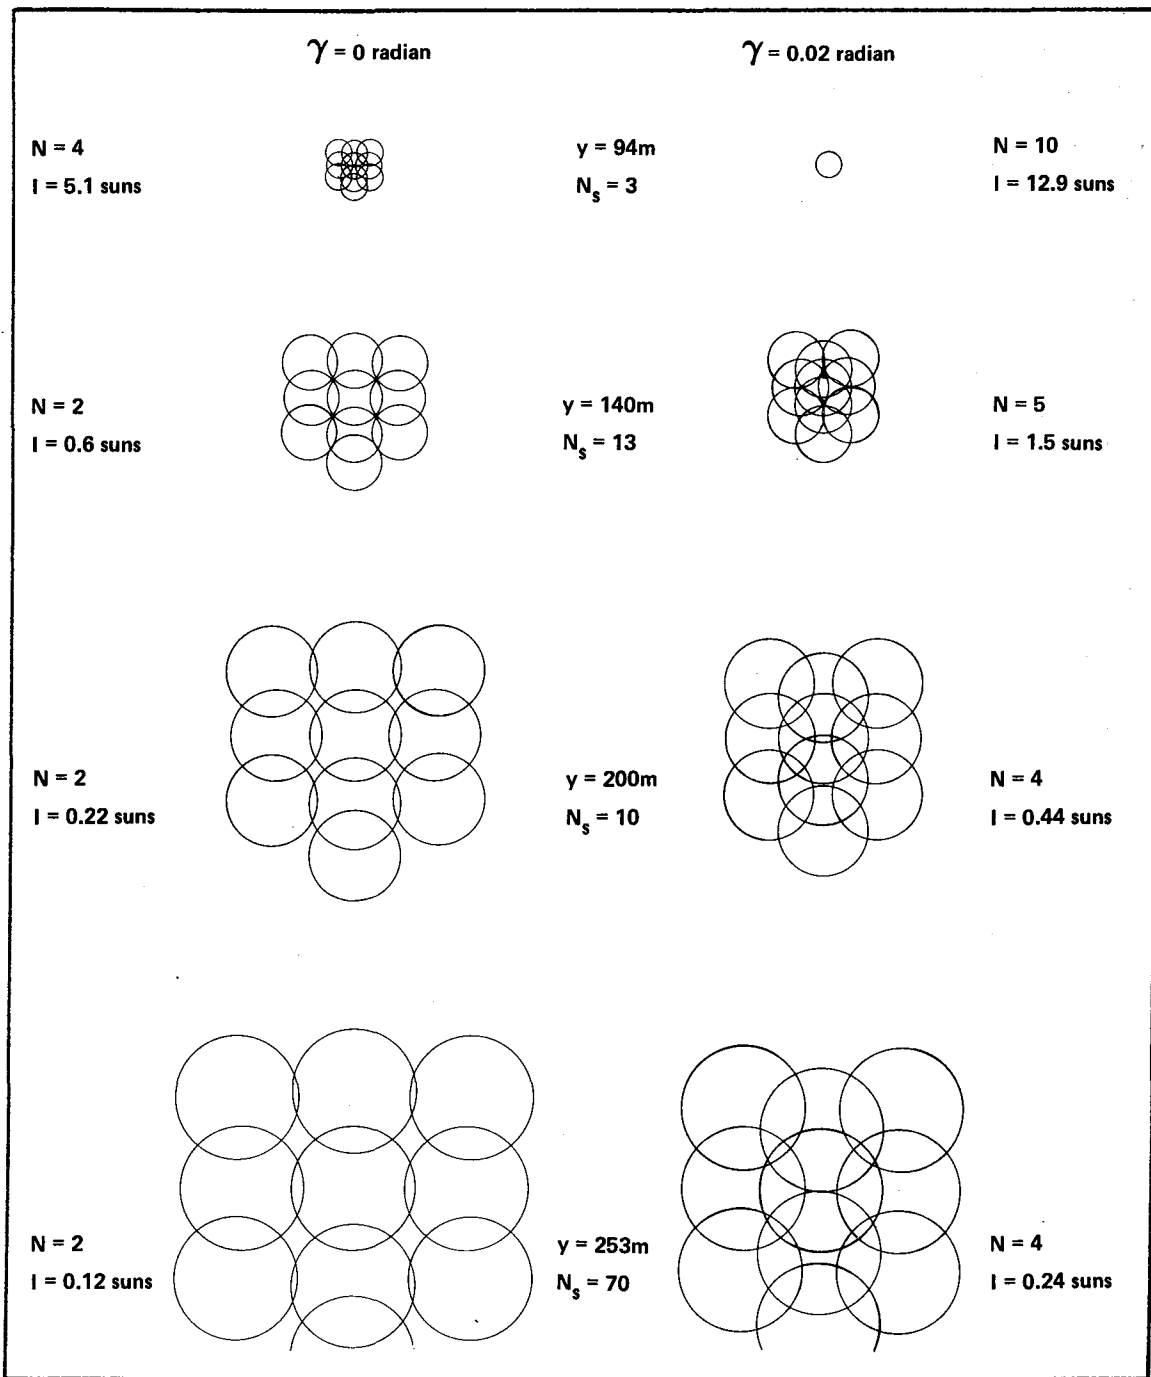 γ = 0 radian
γ = 0.02 radian
N = 4
I = 5.1 suns
y = 94m
N_s = 3
N = 10
I = 12.9 suns
N = 2
I = 0.6 suns
y = 140m
N_s = 13
N = 5
I = 1.5 suns
N = 2
I = 0.22 suns
y = 200m
N_s = 10
N = 4
I = 0.44 suns
N = 2
I = 0.12 suns
y = 253m
N_s = 70
N = 4
I = 0.24 suns